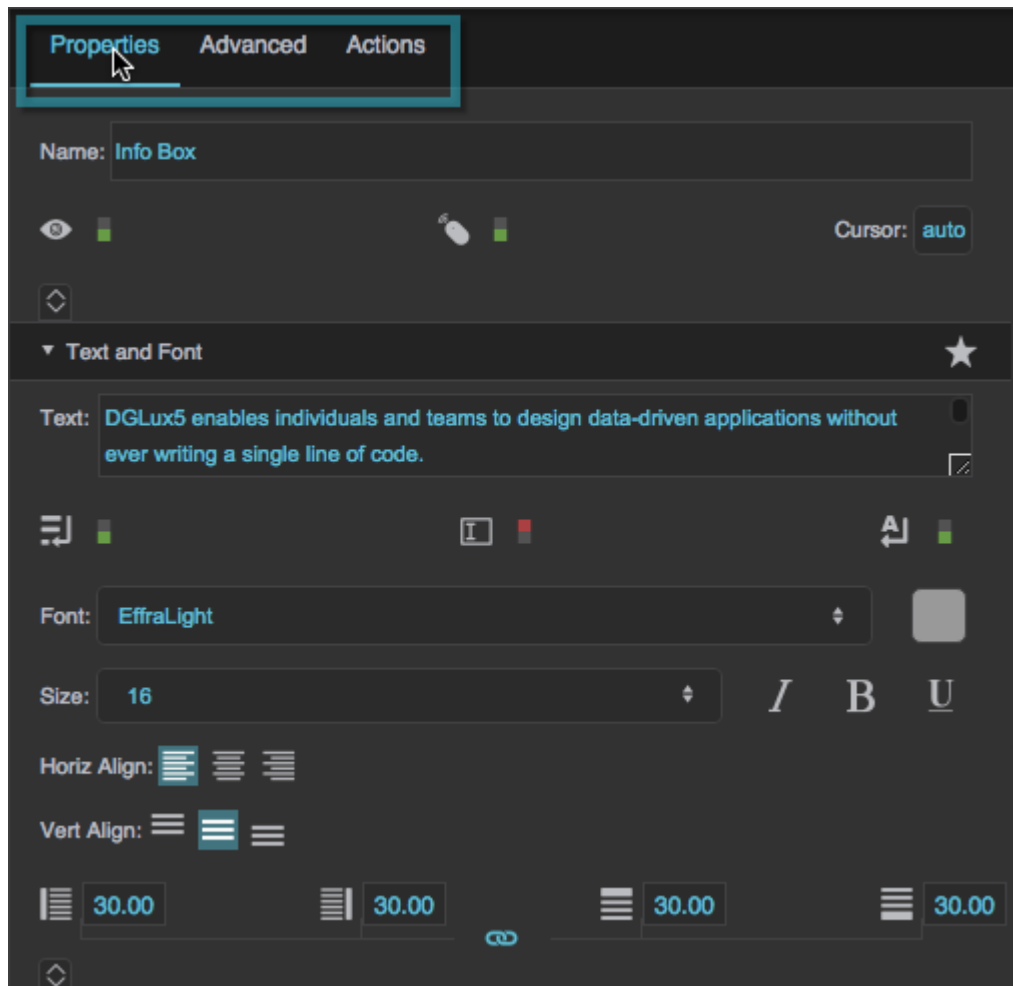 Properties Advanced Actions
Name: Info Box
Cursor: auto
Text and Font
Text: DGLux5 enables individuals and teams to design data-driven applications without
ever writing a single line of code.
Font: EffraLight
Size: 16 I B U
Horiz Align:
Vert Align:
30.00 30.00 30.00 30.00